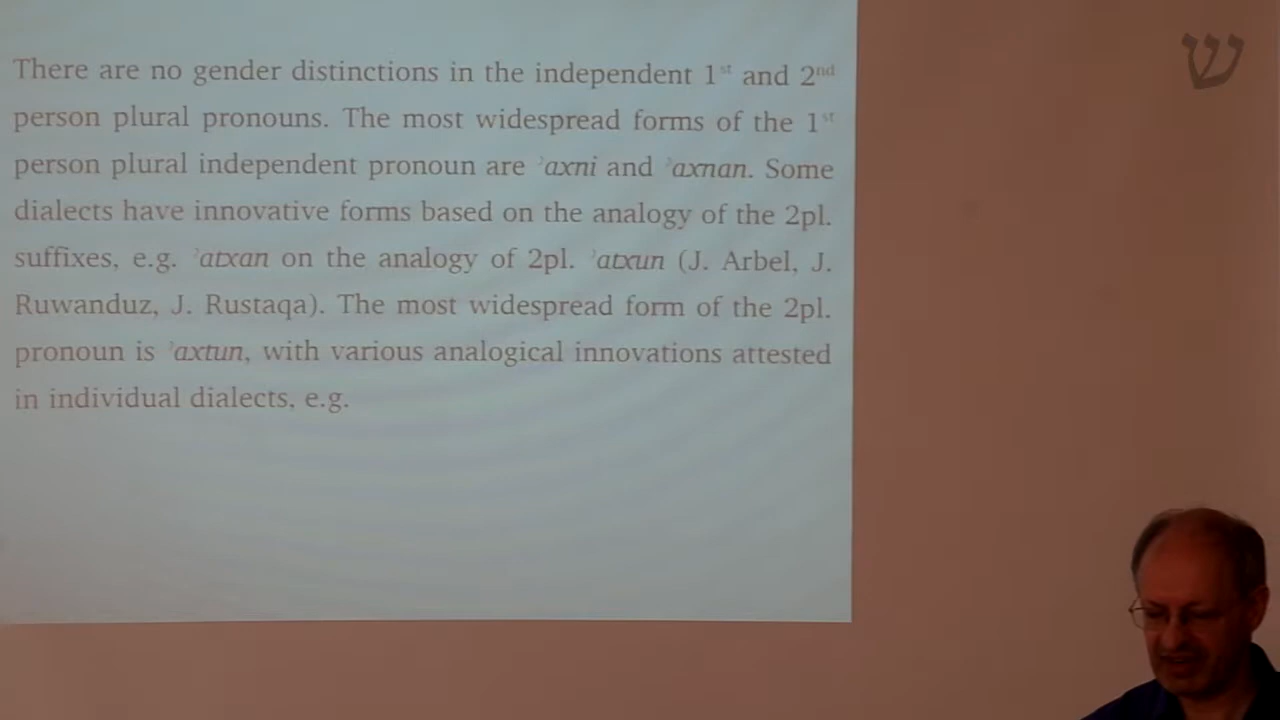 There are no gender distinctions in the independent 1st and 2nd
person plural pronouns. The most widespread forms of the 1st
person plural independent pronoun are ʾaxni and ʾaxnan. Some
dialects have innovative forms based on the analogy of the 2pl.
suffixes, e.g. ʾatxan on the analogy of 2pl. ʾatxun (J. Arbel, J.
Ruwanduz, J. Rustaqa). The most widespread form of the 2pl.
pronoun is ʾaxtun, with various analogical innovations attested
in individual dialects, e.g.
ש